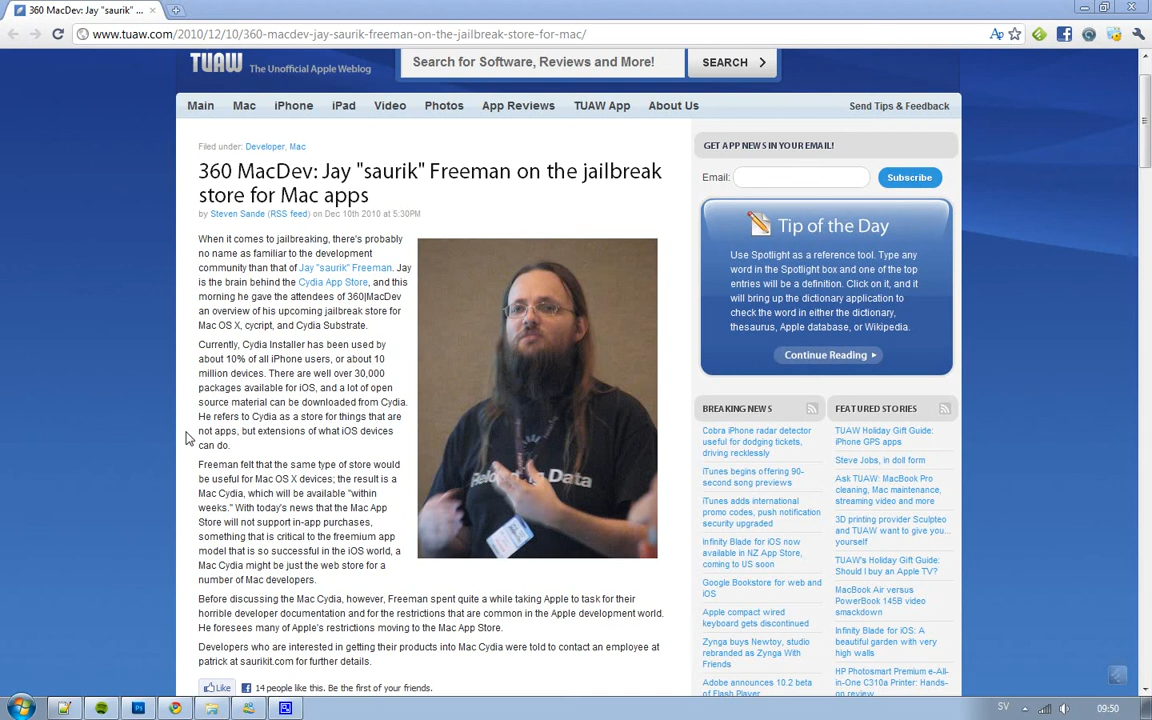 360 MacDev: Jay "saurik" ...
www.tuaw.com/2010/12/10/360-macdev-jay-saurik-freeman-on-the-jailbreak-store-for-mac/
TUAW The Unofficial Apple Weblog
Search for Software, Reviews and More!
SEARCH
Main Mac iPhone iPad Video Photos App Reviews TUAW App About Us
Send Tips & Feedback
Filed under: Developer, Mac
360 MacDev: Jay "saurik" Freeman on the jailbreak
store for Mac apps
by Steven Sande (RSS feed) on Dec 10th 2010 at 5:30PM
When it comes to jailbreaking, there's probably
no name as familiar to the development
community than that of Jay "saurik" Freeman. Jay
is the brain behind the Cydia App Store, and this
morning he gave the attendees of 360|MacDev
an overview of his upcoming jailbreak store for
Mac OS X, cycript, and Cydia Substrate.
Currently, Cydia Installer has been used by
about 10% of all iPhone users, or about 10
million devices. There are well over 30,000
packages available for iOS, and a lot of open
source material can be downloaded from Cydia.
He refers to Cydia as a store for things that are
not apps, but extensions of what iOS devices
can do.
Freeman felt that the same type of store would
be useful for Mac OS X devices; the result is a
Mac Cydia, which will be available "within
weeks." With today's news that the Mac App
Store will not support in-app purchases,
something that is critical to the freemium app
model that is so successful in the iOS world, a
Mac Cydia might be just the web store for a
number of Mac developers.
Before discussing the Mac Cydia, however, Freeman spent quite a while taking Apple to task for their
horrible developer documentation and for the restrictions that are common in the Apple development world.
He foresees many of Apple's restrictions moving to the Mac App Store.
Developers who are interested in getting their products into Mac Cydia were told to contact an employee at
patrick at saurikit.com for further details.
Like
14 people like this. Be the first of your friends.
Data
GET APP NEWS IN YOUR EMAIL!
Email:
Subscribe
Tip of the Day
Use Spotlight as a reference tool. Type any
word in the Spotlight box and one of the top
entries will be a definition. Click on it, and it
will bring up the dictionary application to
check the word in either the dictionary,
thesaurus, Apple database, or Wikipedia.
Continue Reading
BREAKING NEWS
Cobra iPhone radar detector
useful for dodging tickets,
driving recklessly
iTunes begins offering 90-
second song previews
iTunes adds international
promo codes, push notification
security upgraded
Infinity Blade for iOS now
available in NZ App Store,
coming to US soon
Google Bookstore for web and
iOS
Apple compact wired
keyboard gets discontinued
Zynga buys Newtoy, studio
rebranded as Zynga With
Friends
Adobe announces 10.2 beta
of Flash Player
FEATURED STORIES
TUAW Holiday Gift Guide:
iPhone GPS apps
Steve Jobs, in doll form
Ask TUAW: MacBook Pro
cleaning, Mac maintenance,
streaming video and more
3D printing provider Sculpteo
and TUAW want to give you...
yourself
TUAW's Holiday Gift Guide:
Should I buy an Apple TV?
MacBook Air versus
PowerBook 145B video
smackdown
Infinity Blade for iOS: A
beautiful garden with very
high walls
HP Photosmart Premium e-All-
in-One C310a Printer: Hands-
on review
SV
09:50